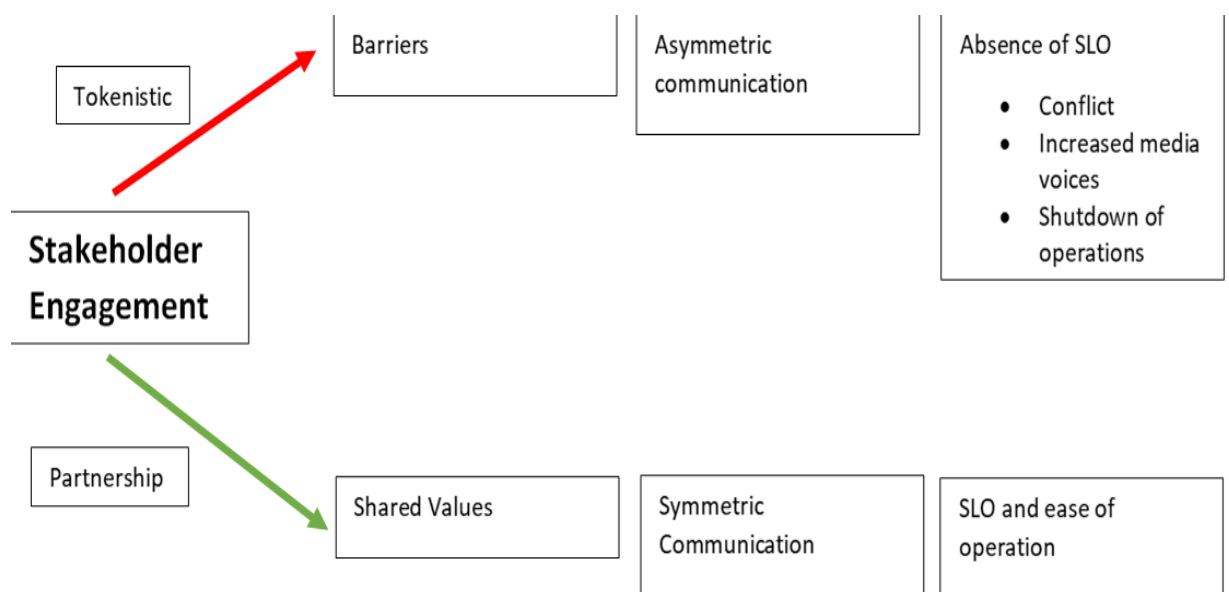 Barriers
Asymmetric
communication
Absence of SLO
• Conflict
• Increased media
voices
• Shutdown of
operations
Tokenistic
Stakeholder
Engagement
Partnership
Shared Values
Symmetric
Communication
SLO and ease of
operation